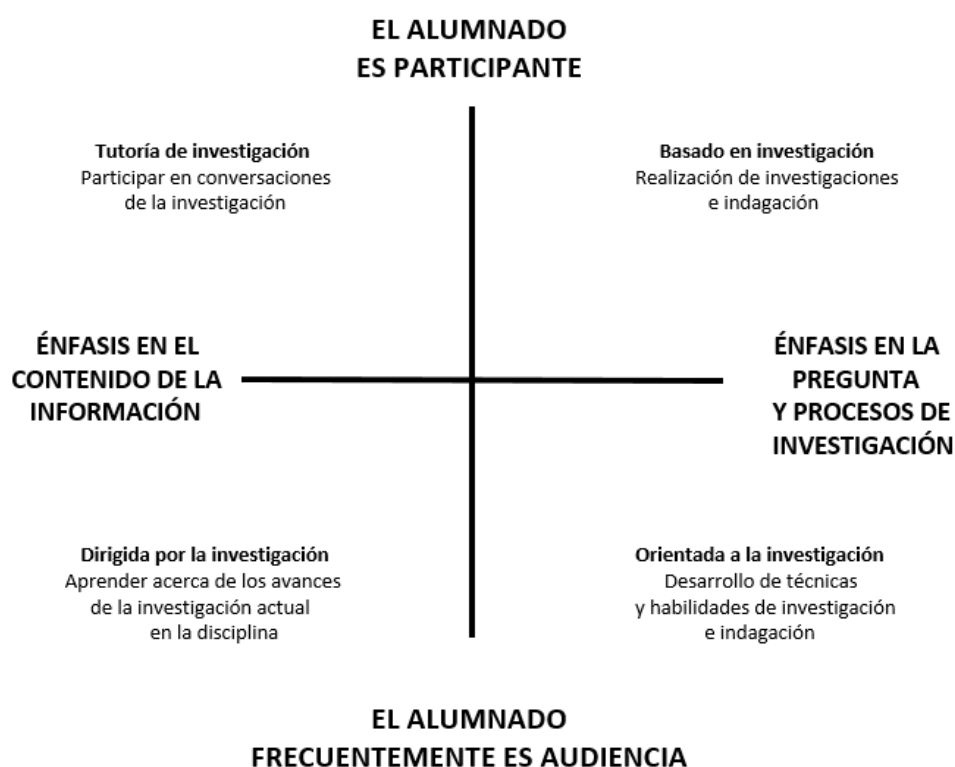 EL ALUMNADO
ES PARTICIPANTE
Tutoría de investigación
Participar en conversaciones
de la investigación
Basado en investigación
Realización de investigaciones
e indagación
ÉNFASIS EN EL
CONTENIDO DE LA
INFORMACIÓN
ÉNFASIS EN LA
PREGUNTA
Y PROCESOS DE
INVESTIGACIÓN
Dirigida por la investigación
Aprender acerca de los avances
de la investigación actual
en la disciplina
Orientada a la investigación
Desarrollo de técnicas
y habilidades de investigación
e indagación
EL ALUMNADO
FRECUENTEMENTE ES AUDIENCIA